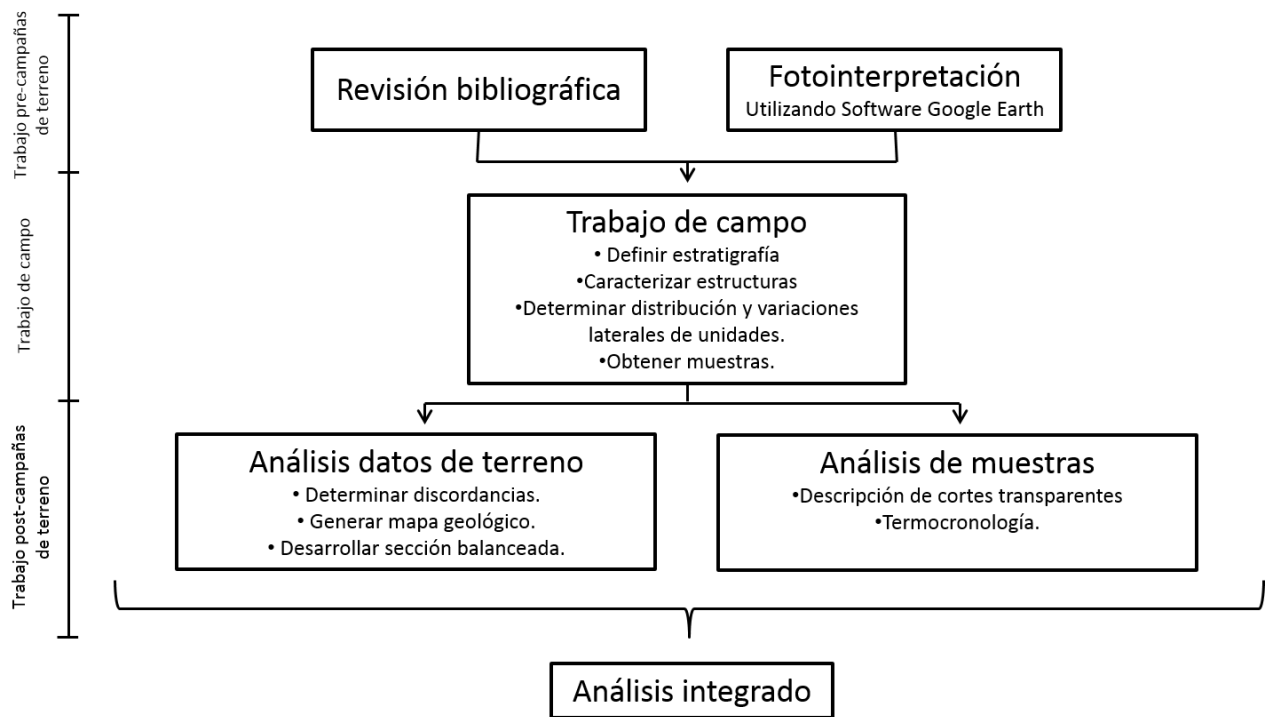 Trabajo pre-campañas
de terreno
Revisión bibliográfica
Fotointerpretación
Utilizando Software Google Earth
Trabajo de campo
Trabajo de campo
• Definir estratigrafía
•Caracterizar estructuras
•Determinar distribución y variaciones
laterales de unidades.
•Obtener muestras.
Trabajo post-campañas
de terreno
Análisis datos de terreno
• Determinar discordancias.
• Generar mapa geológico.
• Desarrollar sección balanceada.
Análisis de muestras
•Descripción de cortes transparentes
•Termocronología.
Análisis integrado